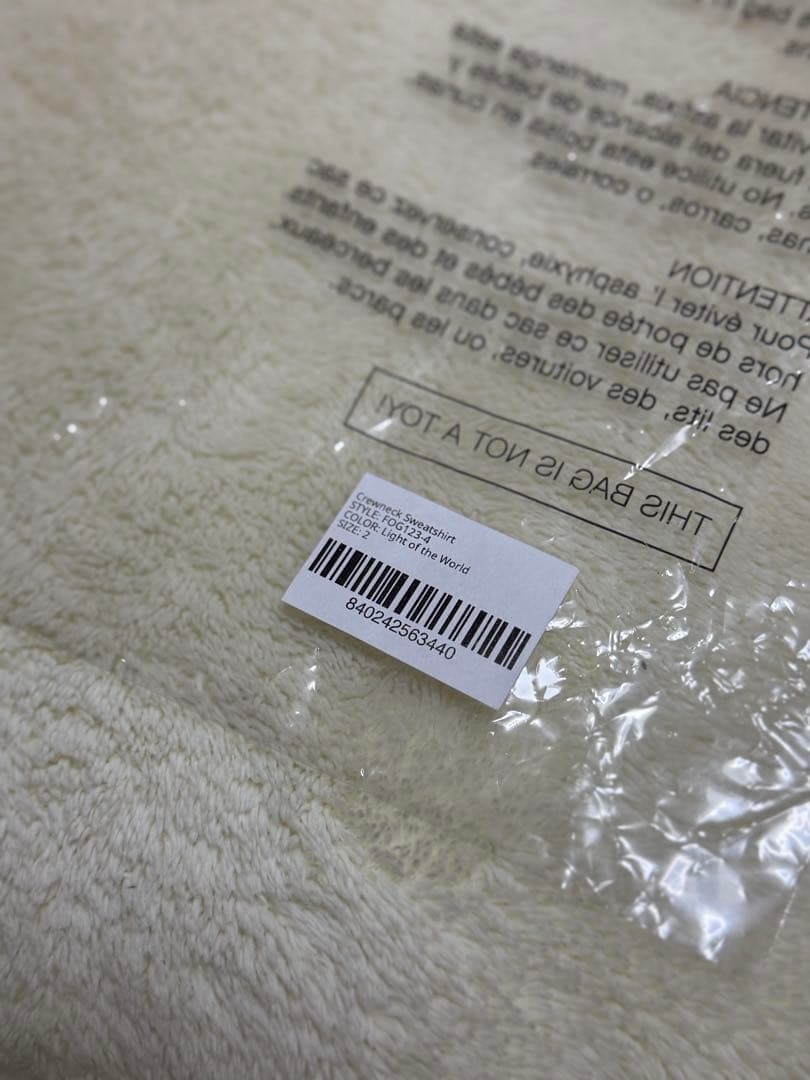 TENCIA
vitar la asfixia, mantenga esta
fuera del alcance de bebés y
No utilice esta bolsa en cunas,
nas, carros, o corrales.
ATTENTION
Pour éviter l' asphyxie, conservez ce sac
hors de portée des bébés et des enfants.
Ne pas utiliser ce sac dans les berceaux,
des lits, des voitures, ou les parcs.
THIS BAG IS NOT A TOY!
Crewneck Sweatshirt
STYLE: FOG123-4
COLOR: Light of the World
SIZE: 2
840242563440